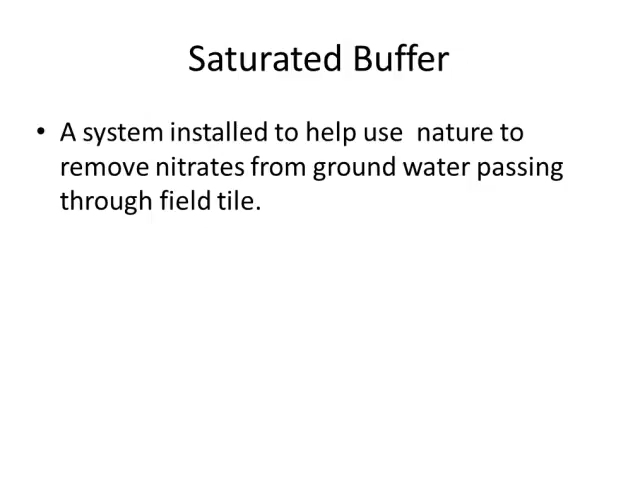 Saturated Buffer
• A system installed to help use  nature to
remove nitrates from ground water passing
through field tile.